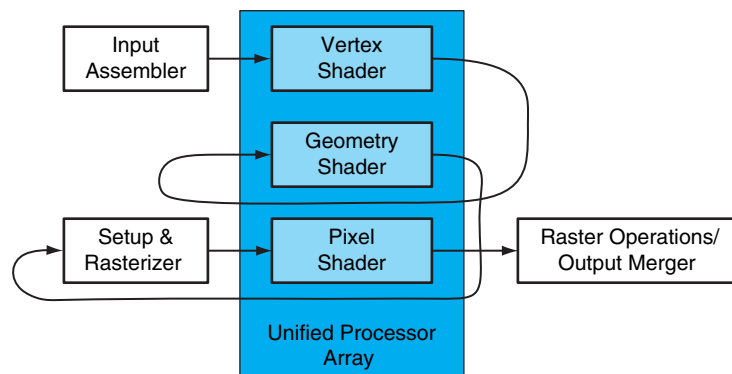 Input
Assembler
Vertex
Shader
Geometry
Shader
Setup &
Rasterizer
Pixel
Shader
Raster Operations/
Output Merger
Unified Processor
Array